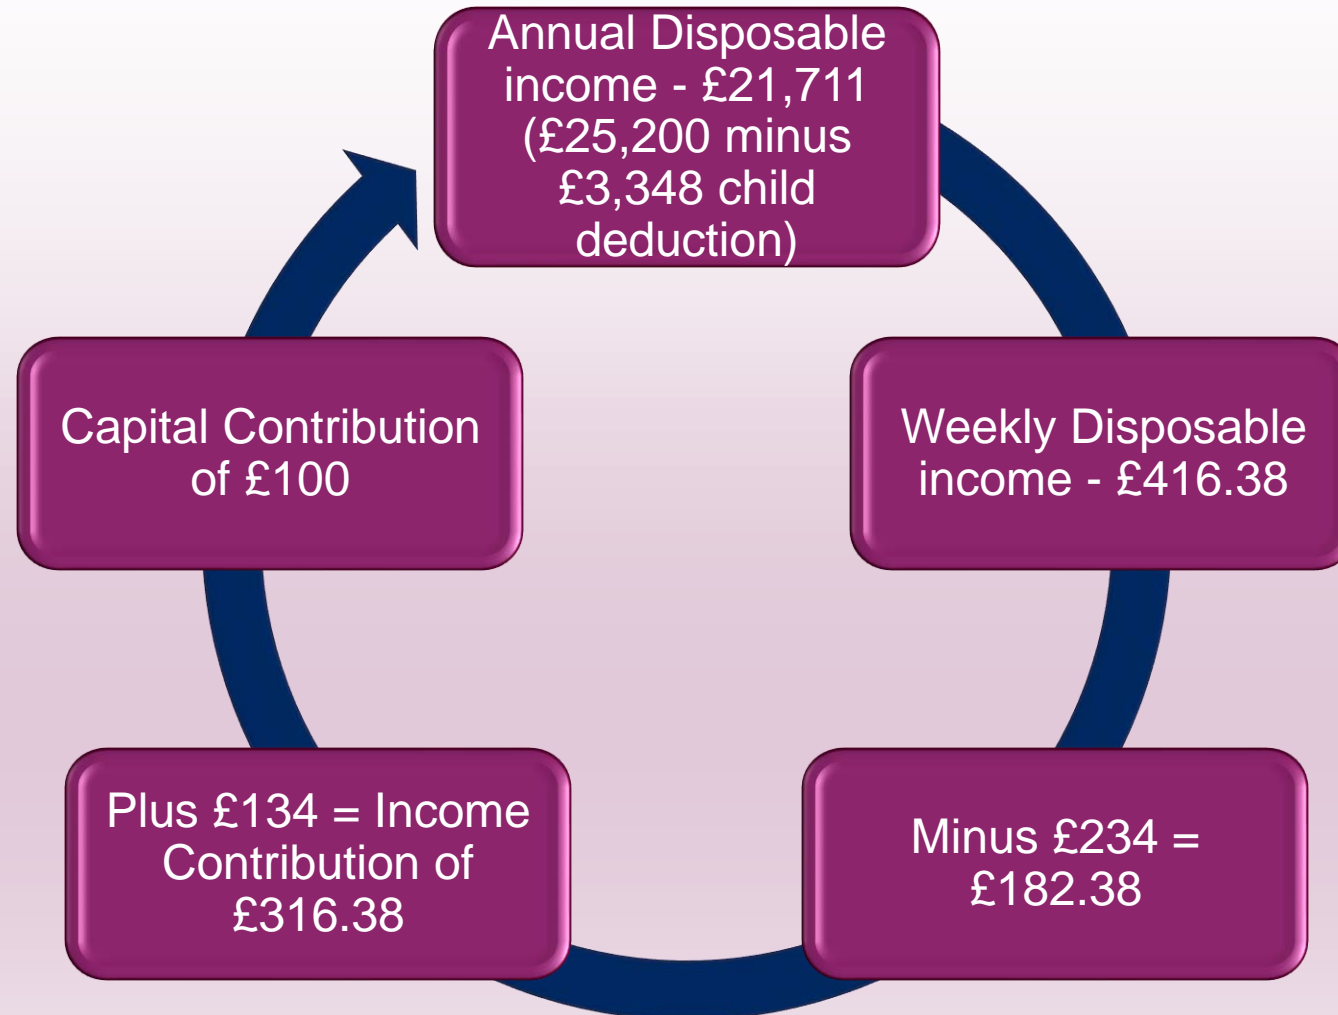 Annual Disposable
income - £21,711
(£25,200 minus
£3,348 child
deduction)
Weekly Disposable
income - £416.38
Minus £234 =
£182.38
Plus £134 = Income
Contribution of
£316.38
Capital Contribution
of £100